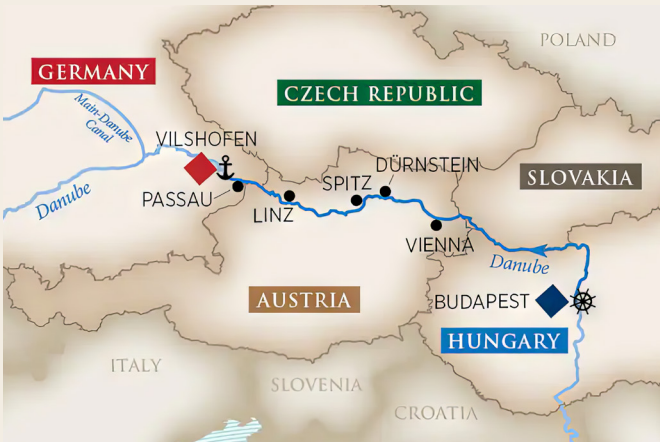 POLAND
GERMANY
CZECH REPUBLIC
Main-Danube
Canal
VILSHOFEN
DÜRNSTEIN
SLOVAKIA
SPITZ
Danube
PASSAU
LINZ
VIENNA
Danube
AUSTRIA
BUDAPEST
HUNGARY
ITALY
SLOVENIA
CROATIA